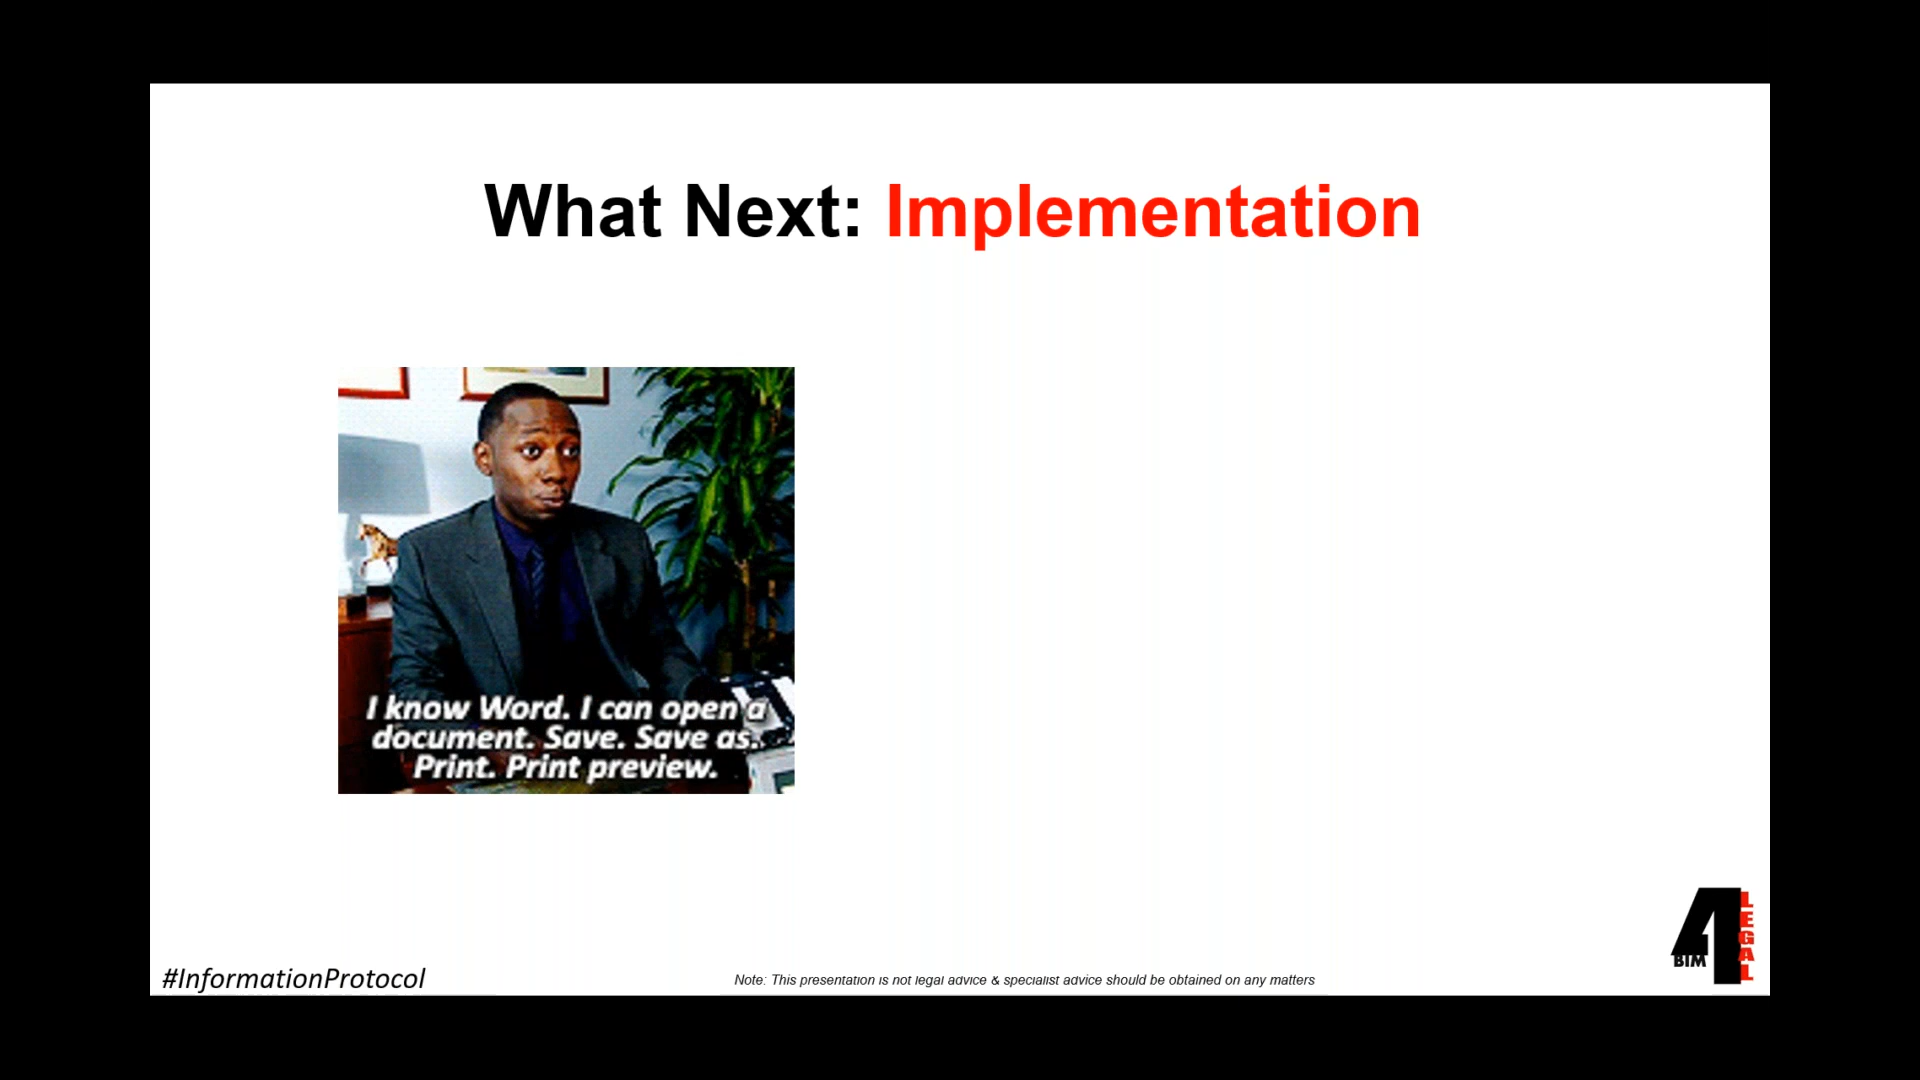 What Next: Implementation
I know Word. I can open a
document. Save. Save as.
Print. Print preview.
#InformationProtocol
Note: This presentation is not legal advice & specialist advice should be obtained on any matters
4
BIM
LEGAL